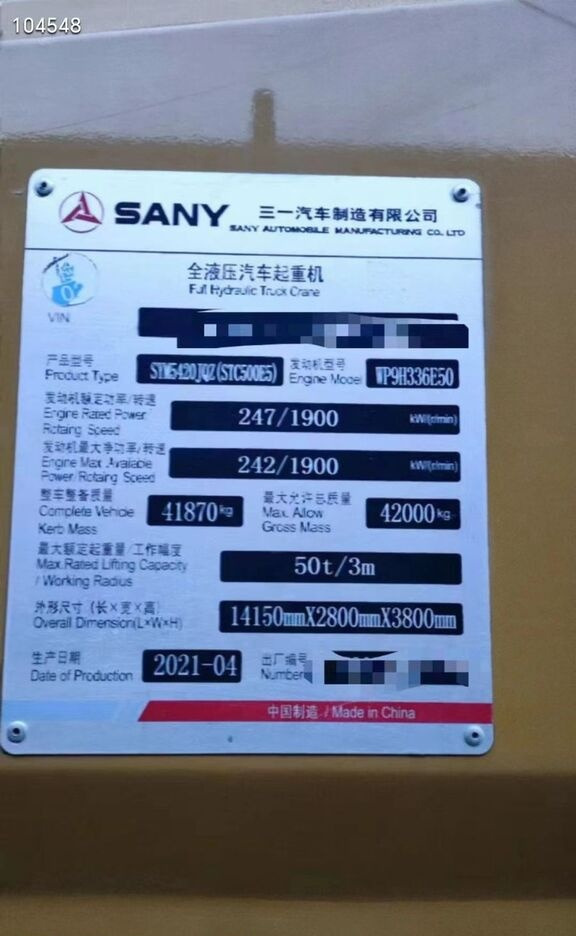 104548
SANY 三一汽车制造有限公司
SANY AUTOMOBILE MANUFACTURING CO., LTD
全液压汽车起重机
Full Hydraulic Truck Crane
VIN
产品型号 SYM5420JQZ(STC500E5) 发动机型号 WP9H336E50
Product Type Engine Model
发动机额定功率/转速
Engine Rated Power 247/1900 kW/(r/min)
Rotaing Speed
发动机最大净功率/转速
Engine Max Available 242/1900 kW/(r/min)
Power/Rotaing Speed
整车整备质量 最大允许总质量
Complete Vehicle 41870kg Max. Allow 42000kg
Kerb Mass Gross Mass
最大额定起重量/工作幅度
Max.Rated Lifting Capacity 50t/3m
/ Working Radius
外形尺寸（长×宽×高）
Overall Dimension(L×W×H) 14150mmX2800mmX3800mm
生产日期 2021-04 出厂编号
Date of Production Number
中国制造 / Made in China